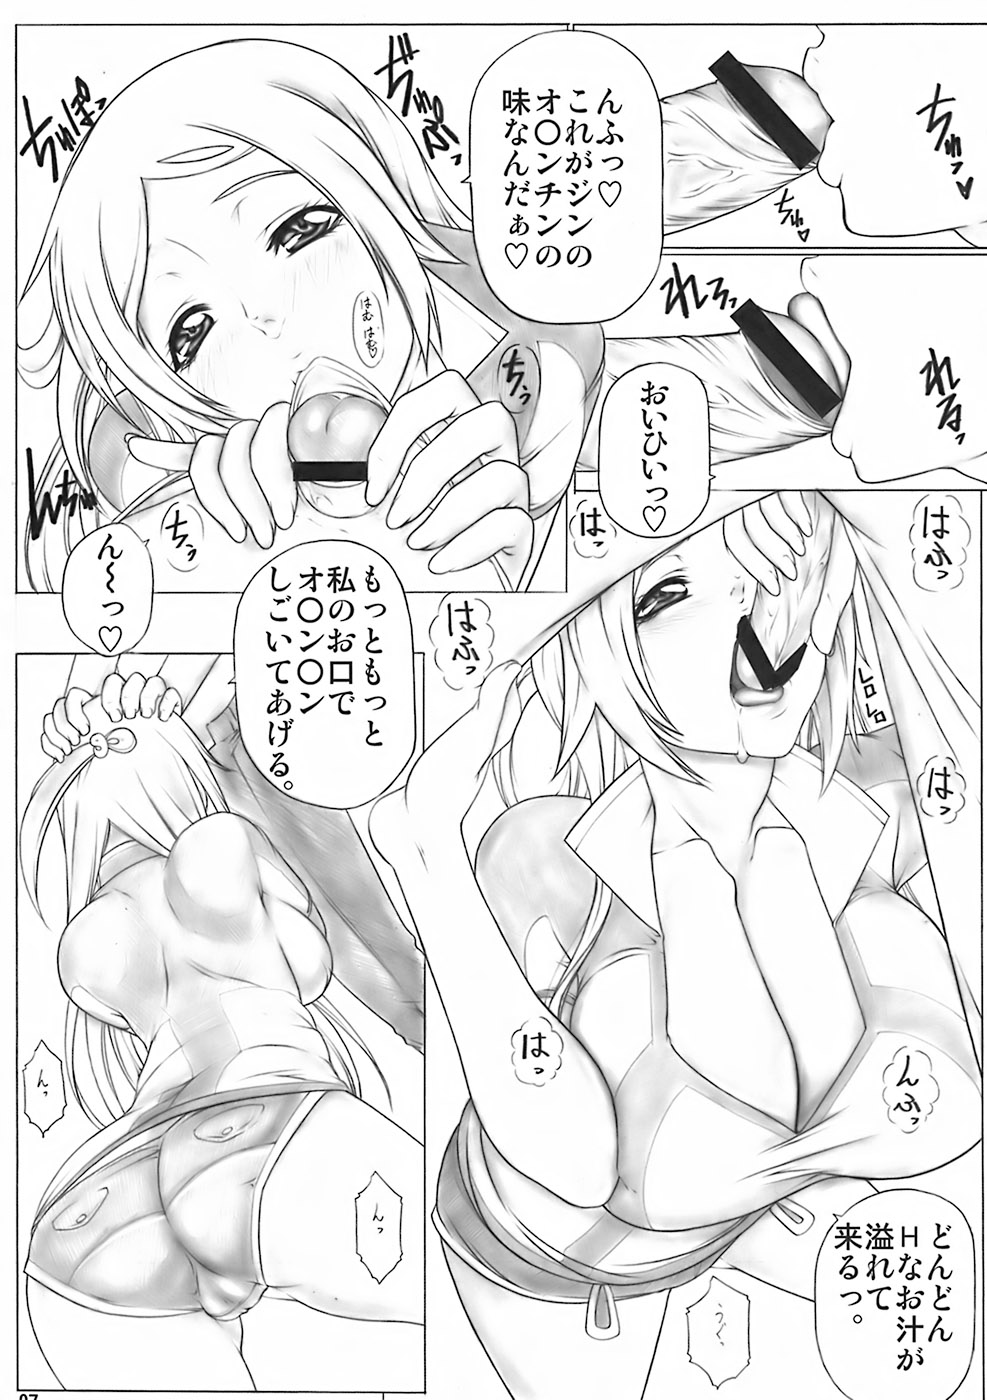 ちゅっ
ちゅっ
んふっ♡
これがジンの
オ〇ンチンの
味なんだぁ♡
ちゅぽっ
はむはむ♡
ちっ
んちゅ
ちっ
ん〜っ♡
れろっ
れる
おいひいっ♡
はっ
はふっ
レロレロ
はっ
はふっ
もっともっと
私のお口で
オ〇ン〇ン
しごいてあげる。
はっ
んふっ
んっ
んっ
どんどん
Hなお汁が
溢れて
来るっ。